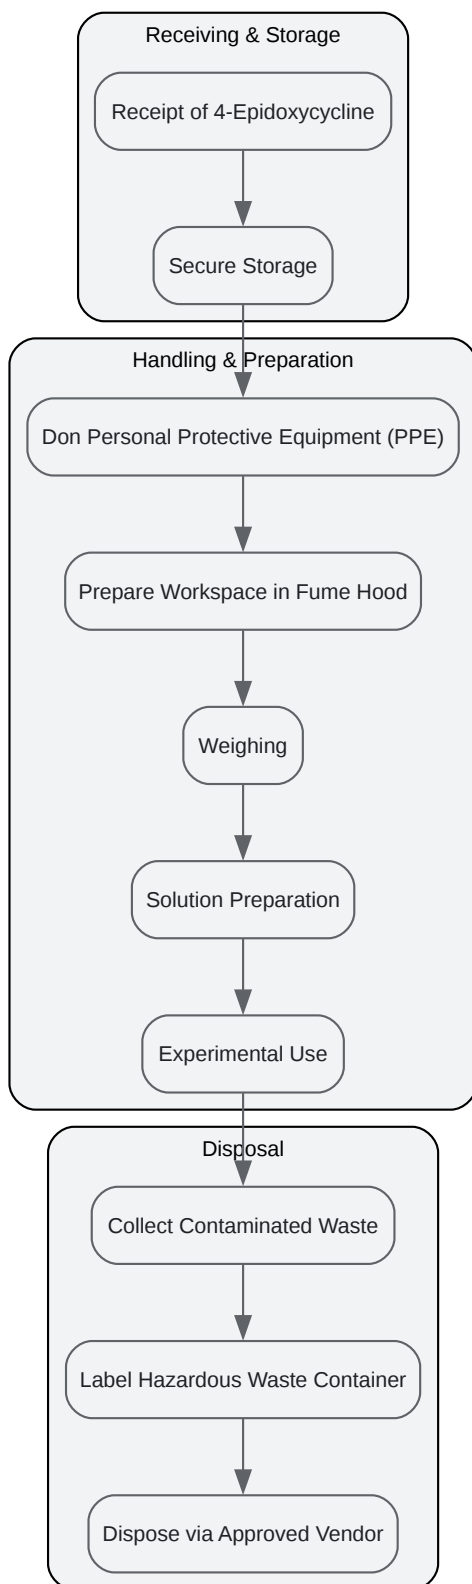 Receiving & Storage
Receipt of 4-Epidoxycycline
Secure Storage
Handling & Preparation
Don Personal Protective Equipment (PPE)
Prepare Workspace in Fume Hood
Weighing
Solution Preparation
Experimental Use
Disposal
Collect Contaminated Waste
Label Hazardous Waste Container
Dispose via Approved Vendor